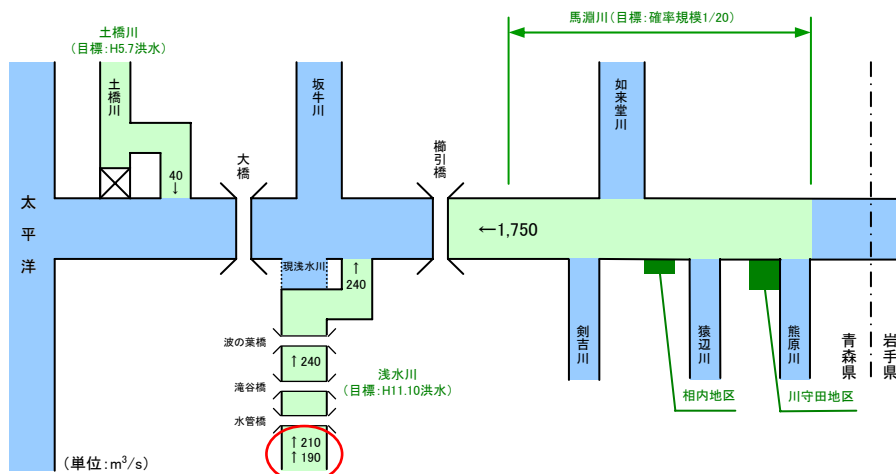 土橋川
(目標:H5.7洪水)
馬淵川(目標:確率規模1/20)
土橋川
坂牛川
如来堂川
大橋
櫛引橋
40
↓
太平洋
←1,750
現浅水川
↑
240
波の葉橋
↑240
滝谷橋
浅水川
(目標:H11.10洪水)
水管橋
↑210
↑190
剣吉川
猿辺川
熊原川
青森県
岩手県
相内地区
川守田地区
(単位:m³/s)